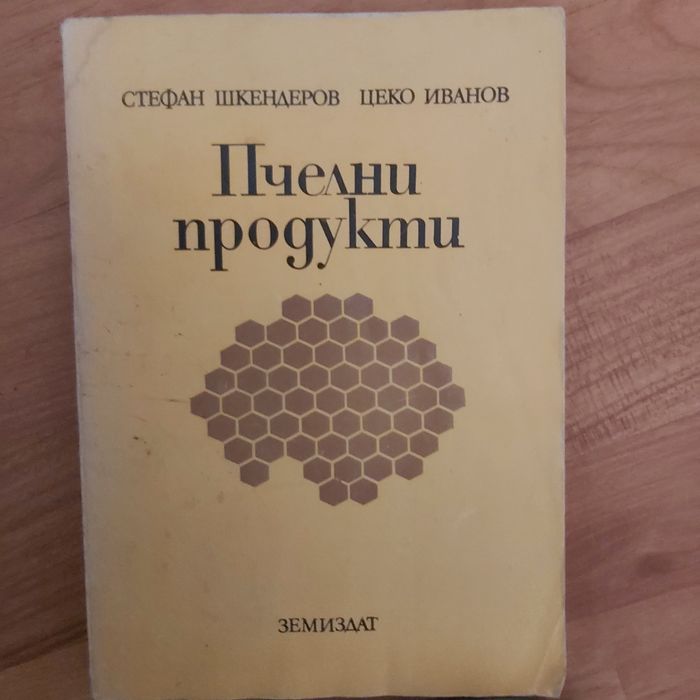 СТЕФАН ШКЕНДЕРОВ ЦЕКО ИВАНОВ
Пчелни
продукти
ЗЕМИЗДАТ